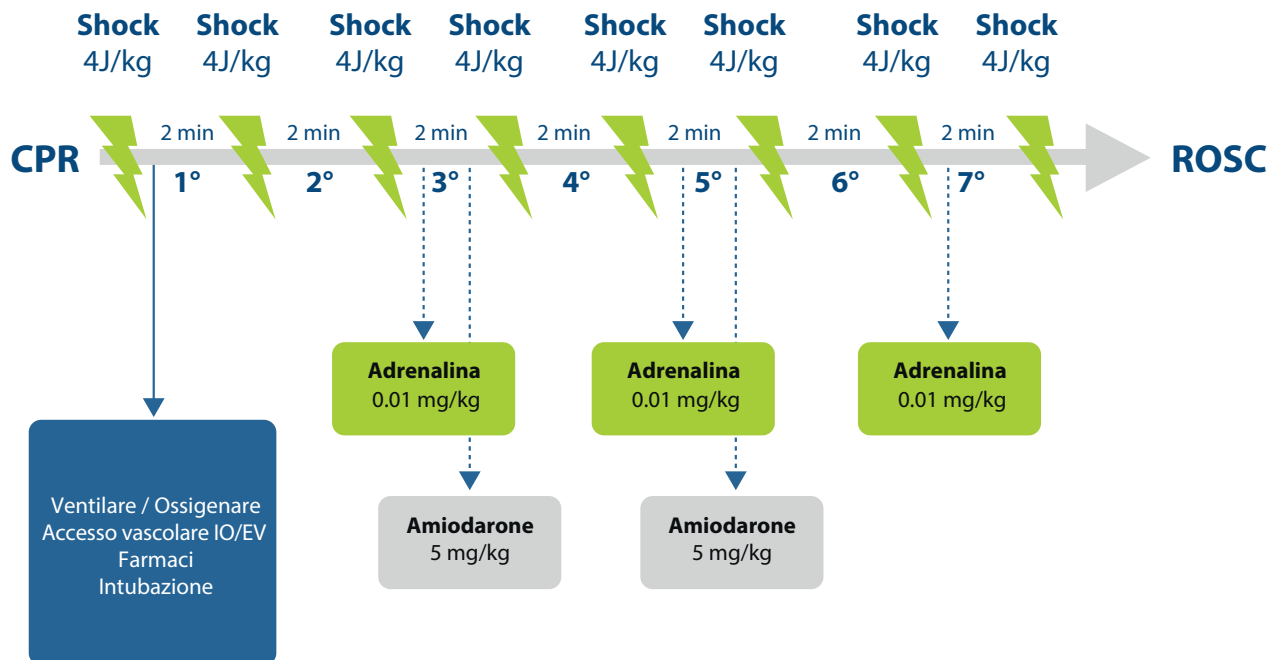 Shock Shock Shock Shock Shock Shock Shock Shock
4J/kg 4J/kg 4J/kg 4J/kg 4J/kg 4J/kg 4J/kg 4J/kg
2 min 2 min 2 min 2 min 2 min 2 min 2 min
CPR ROSC
1° 2° 3° 4° 5° 6° 7°
Adrenalina Adrenalina Adrenalina
0.01 mg/kg 0.01 mg/kg 0.01 mg/kg
Ventilare / Ossigenare
Accesso vascolare IO/EV
Farmaci
Intubazione
Amiodarone Amiodarone
5 mg/kg 5 mg/kg